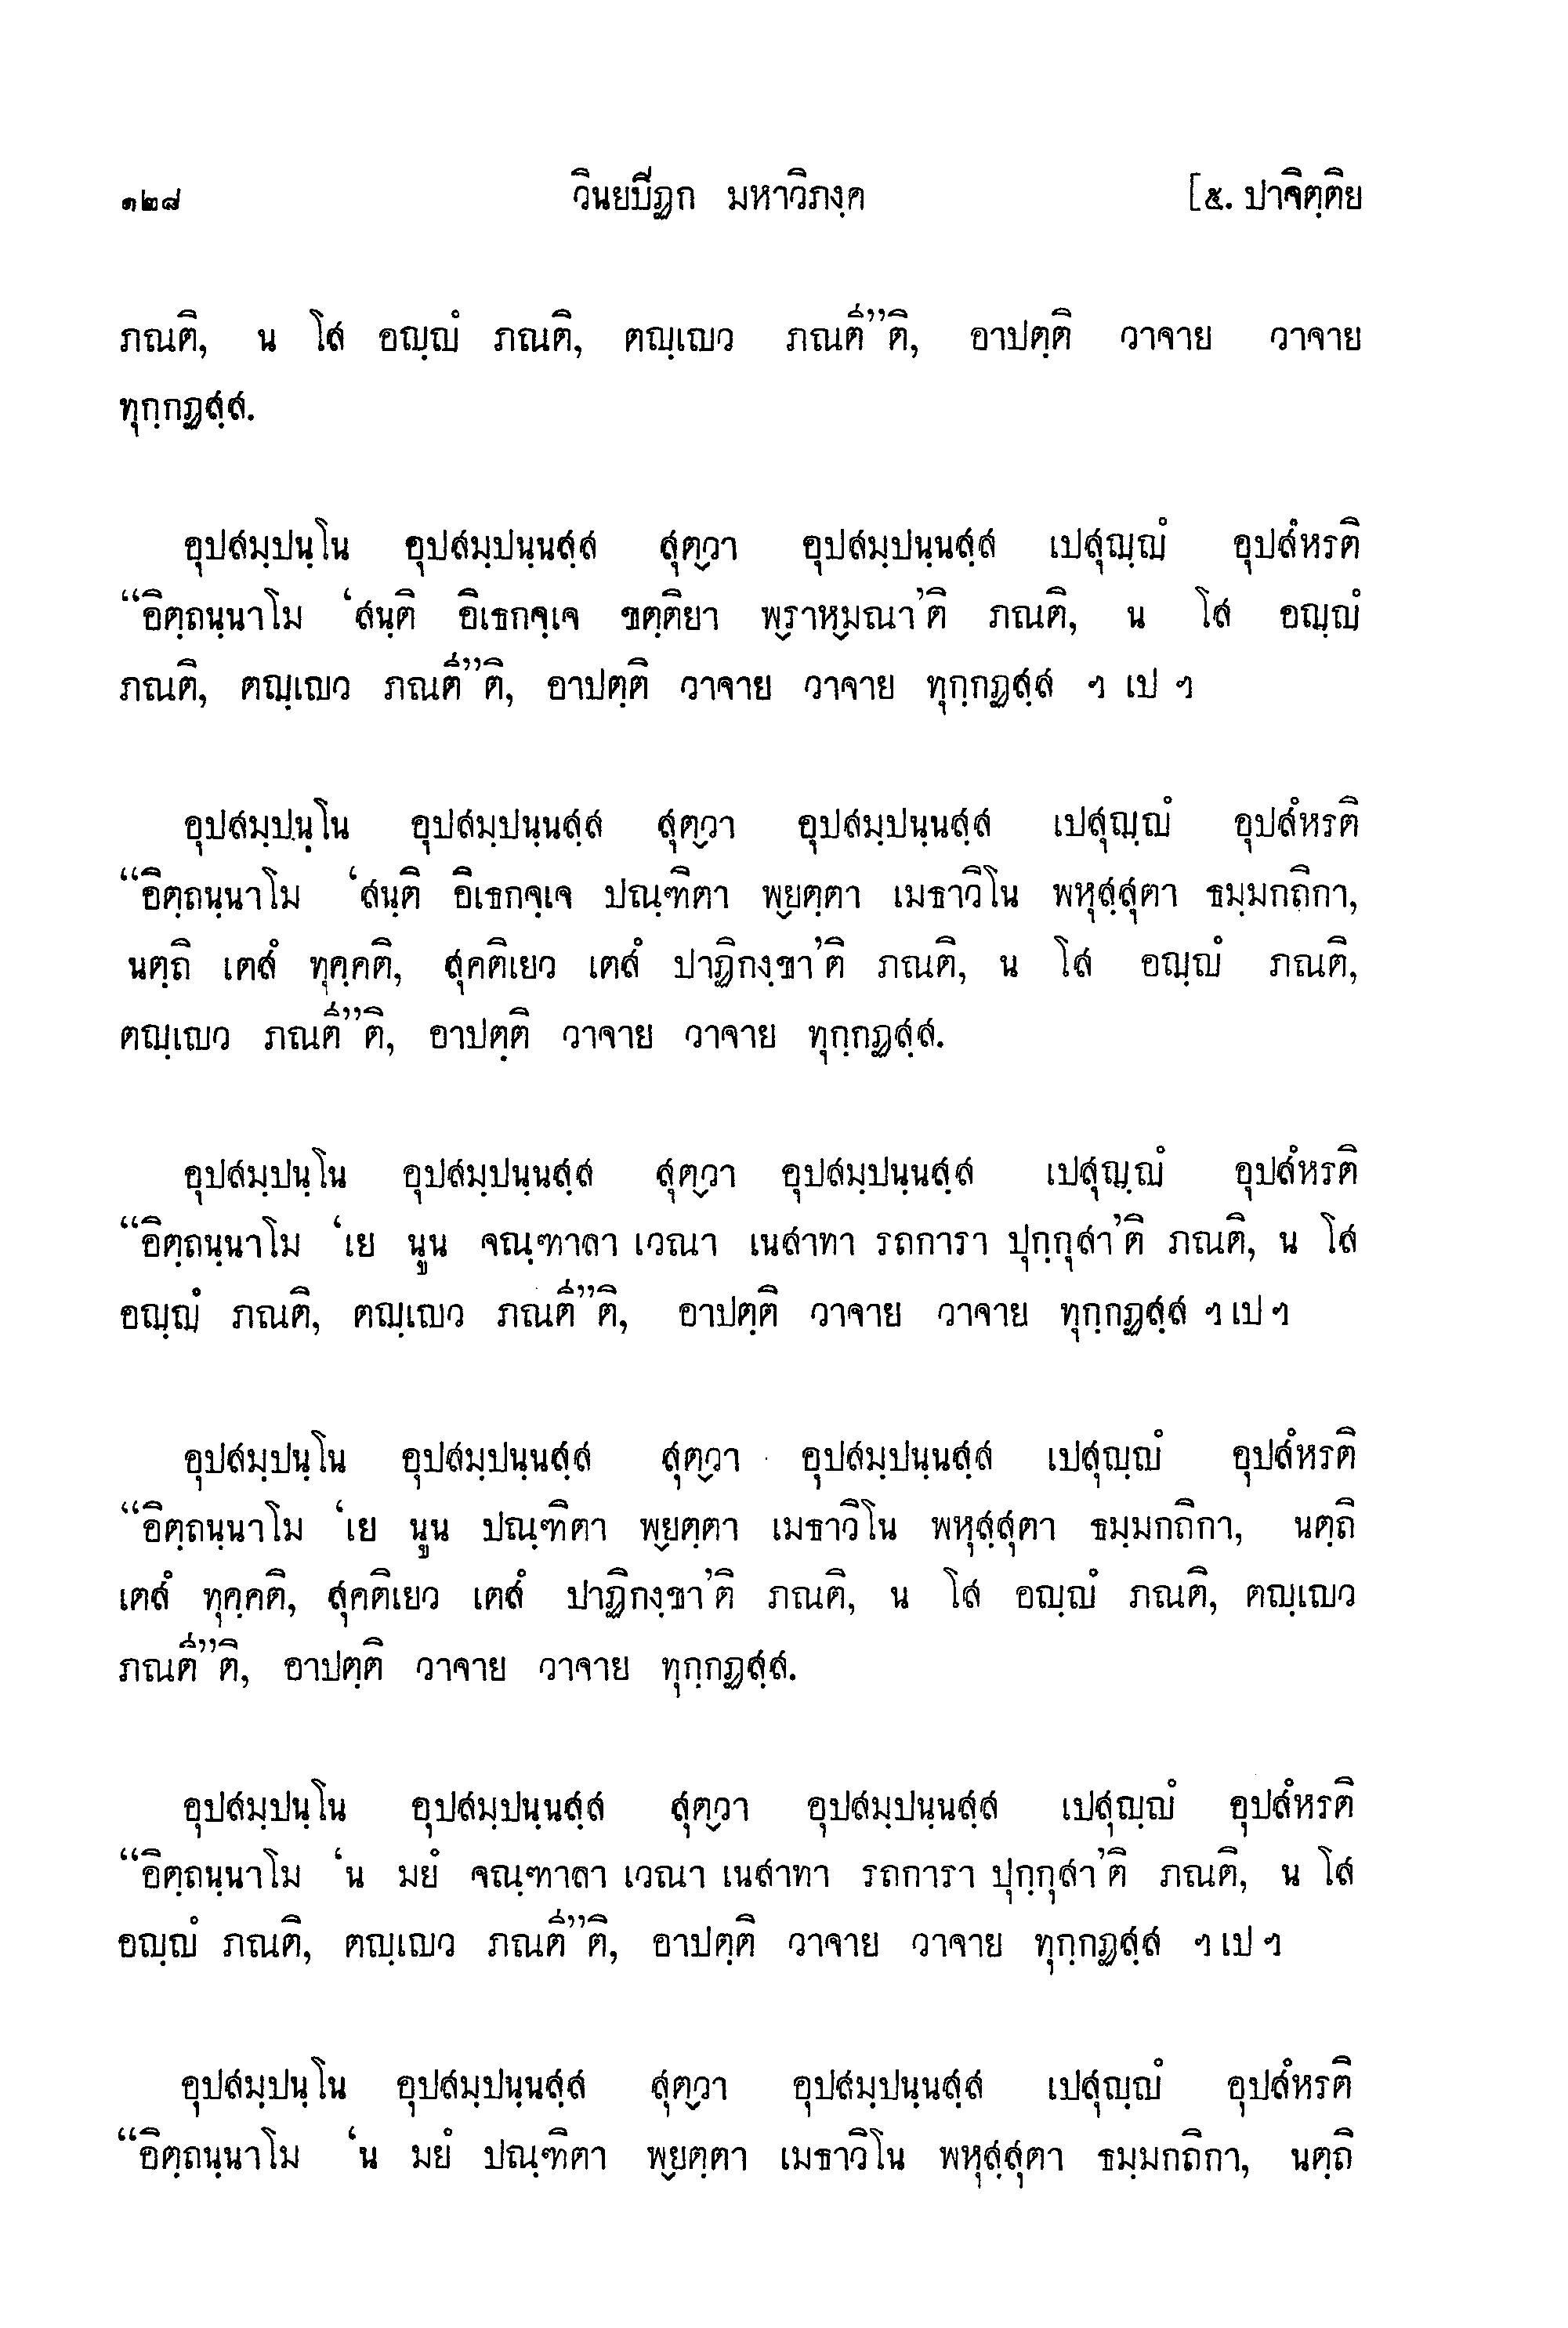 ๑๒๘ วินยปีฏก มหาวิภงฺค [๕. ปาจิตฺติย
ภณติ, น โส อญฺญํ ภณติ, ตญฺเญว ภณตี”ติ, อาปตฺติ วาจาย วาจาย
ทุกฺกฏสฺส.
อุปสมฺปนฺโน อุปสมฺปนฺนสฺส สุตฺวา อุปสมฺปนฺนสฺส เปสุญฺญํ อุปสํหรติ
“อิตฺถนฺนาโม ‘สนฺติ อิเธกจฺเจ ขตฺติยา พฺราหฺมณา’ติ ภณติ, น โส อญฺญํ
ภณติ, ตญฺเญว ภณตี”ติ, อาปตฺติ วาจาย วาจาย ทุกฺกฏสฺส ฯ เป ฯ
อุปสมฺปนฺโน อุปสมฺปนฺนสฺส สุตฺวา อุปสมฺปนฺนสฺส เปสุญฺญํ อุปสํหรติ
“อิตฺถนฺนาโม ‘สนฺติ อิเธกจฺเจ ปณฺฑิตา พฺยตฺตา เมธาวิโน พหุสฺสุตา ธมฺมกถิกา,
นตฺถิ เตสํ ทุคฺคติ, สุคติเยว เตสํ ปาฏิกงฺขา’ติ ภณติ, น โส อญฺญํ ภณติ,
ตญฺเญว ภณตี”ติ, อาปตฺติ วาจาย วาจาย ทุกฺกฏสฺส.
อุปสมฺปนฺโน อุปสมฺปนฺนสฺส สุตฺวา อุปสมฺปนฺนสฺส เปสุญฺญํ อุปสํหรติ
“อิตฺถนฺนาโม ‘เย นูน จณฺฑาลา เวณา เนสาทา รถการา ปุกฺกุสา’ติ ภณติ, น โส
อญฺญํ ภณติ, ตญฺเญว ภณตี”ติ, อาปตฺติ วาจาย วาจาย ทุกฺกฏสฺส ฯ เป ฯ
อุปสมฺปนฺโน อุปสมฺปนฺนสฺส สุตฺวา อุปสมฺปนฺนสฺส เปสุญฺญํ อุปสํหรติ
“อิตฺถนฺนาโม ‘เย นูน ปณฺฑิตา พฺยตฺตา เมธาวิโน พหุสฺสุตา ธมฺมกถิกา, นตฺถิ
เตสํ ทุคฺคติ, สุคติเยว เตสํ ปาฏิกงฺขา’ติ ภณติ, น โส อญฺญํ ภณติ, ตญฺเญว
ภณตี”ติ, อาปตฺติ วาจาย วาจาย ทุกฺกฏสฺส.
อุปสมฺปนฺโน อุปสมฺปนฺนสฺส สุตฺวา อุปสมฺปนฺนสฺส เปสุญฺญํ อุปสํหรติ
“อิตฺถนฺนาโม ‘น มยํ จณฺฑาลา เวณา เนสาทา รถการา ปุกฺกุสา’ติ ภณติ, น โส
อญฺญํ ภณติ, ตญฺเญว ภณตี”ติ, อาปตฺติ วาจาย วาจาย ทุกฺกฏสฺส ฯ เป ฯ
อุปสมฺปนฺโน อุปสมฺปนฺนสฺส สุตฺวา อุปสมฺปนฺนสฺส เปสุญฺญํ อุปสํหรติ
“อิตฺถนฺนาโม ‘น มยํ ปณฺฑิตา พฺยตฺตา เมธาวิโน พหุสฺสุตา ธมฺมกถิกา, นตฺถิ